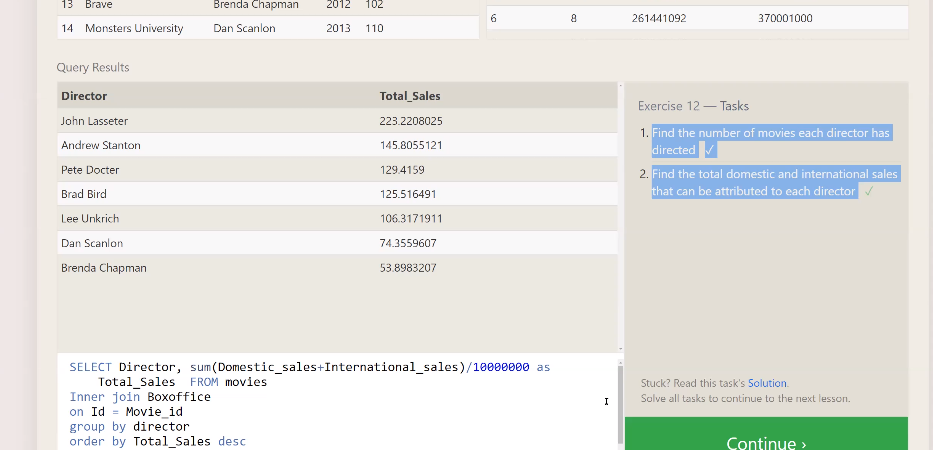 13 Brave Brenda Chapman 2012 102
14 Monsters University Dan Scanlon 2013 110
6 8 261441092 370001000
Query Results
Director Total_Sales
John Lasseter 223.2208025
Andrew Stanton 145.8055121
Pete Docter 129.4159
Brad Bird 125.516491
Lee Unkrich 106.3171911
Dan Scanlon 74.3559607
Brenda Chapman 53.8983207
Exercise 12 — Tasks
1. Find the number of movies each director has
directed ✓
2. Find the total domestic and international sales
that can be attributed to each director ✓
SELECT Director, sum(Domestic_sales+International_sales)/10000000 as
Total_Sales FROM movies
Inner join Boxoffice
on Id = Movie_id
group by director
order by Total_Sales desc
Stuck? Read this task's Solution.
Solve all tasks to continue to the next lesson.
Continue ›